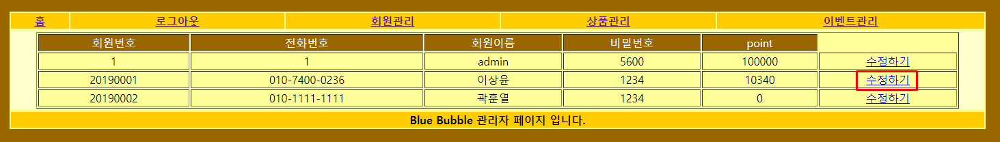 홈 로그아웃 회원관리 상품관리 이벤트관리
회원번호 전화번호 회원이름 비밀번호 point
1 1 admin 5600 100000 수정하기
20190001 010-7400-0236 이상윤 1234 10340 수정하기
20190002 010-1111-1111 곽훈열 1234 0 수정하기
Blue Bubble 관리자 페이지 입니다.